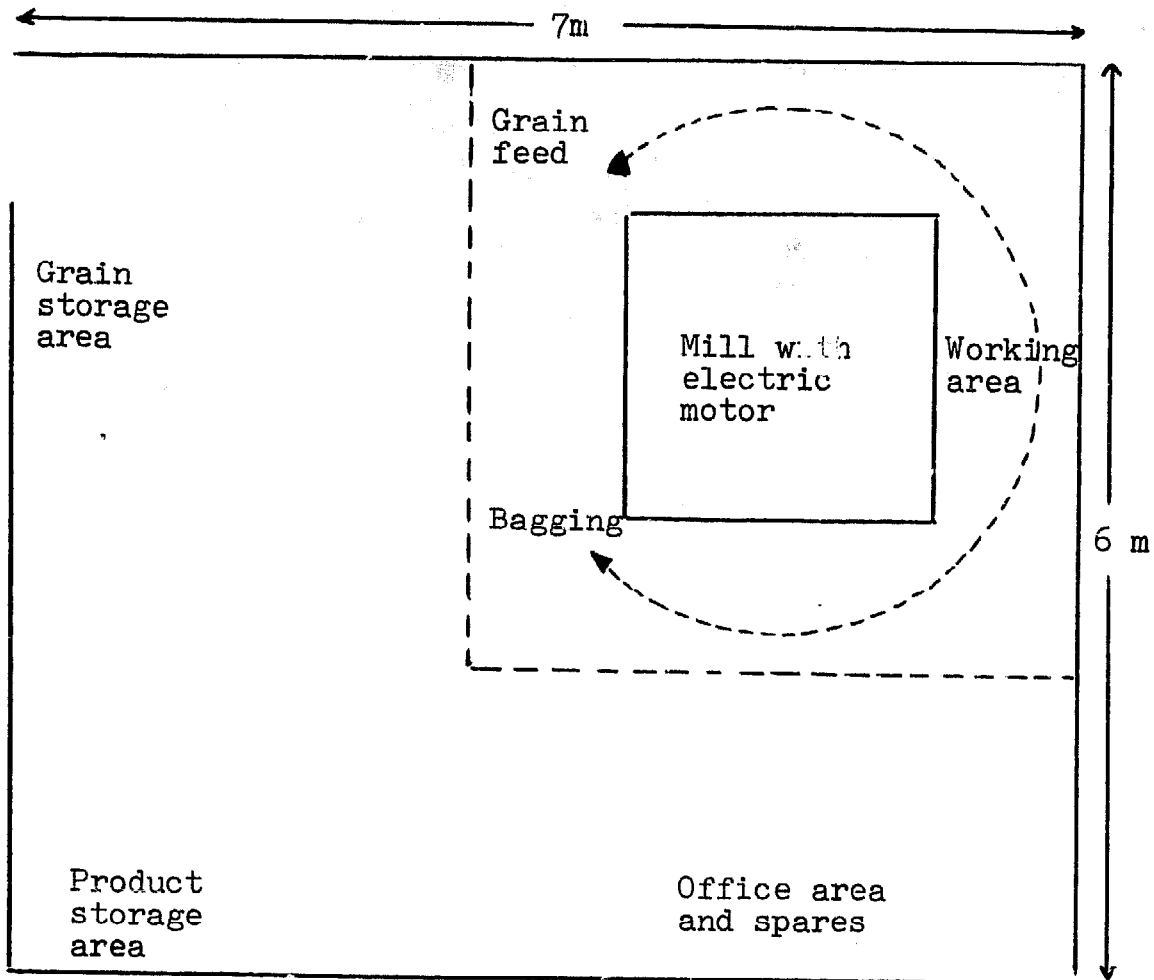 7m
Grain
feed
Grain
storage
area
Mill with
electric
motor
Working
area
Bagging
6 m
Product
storage
area
Office area
and spares